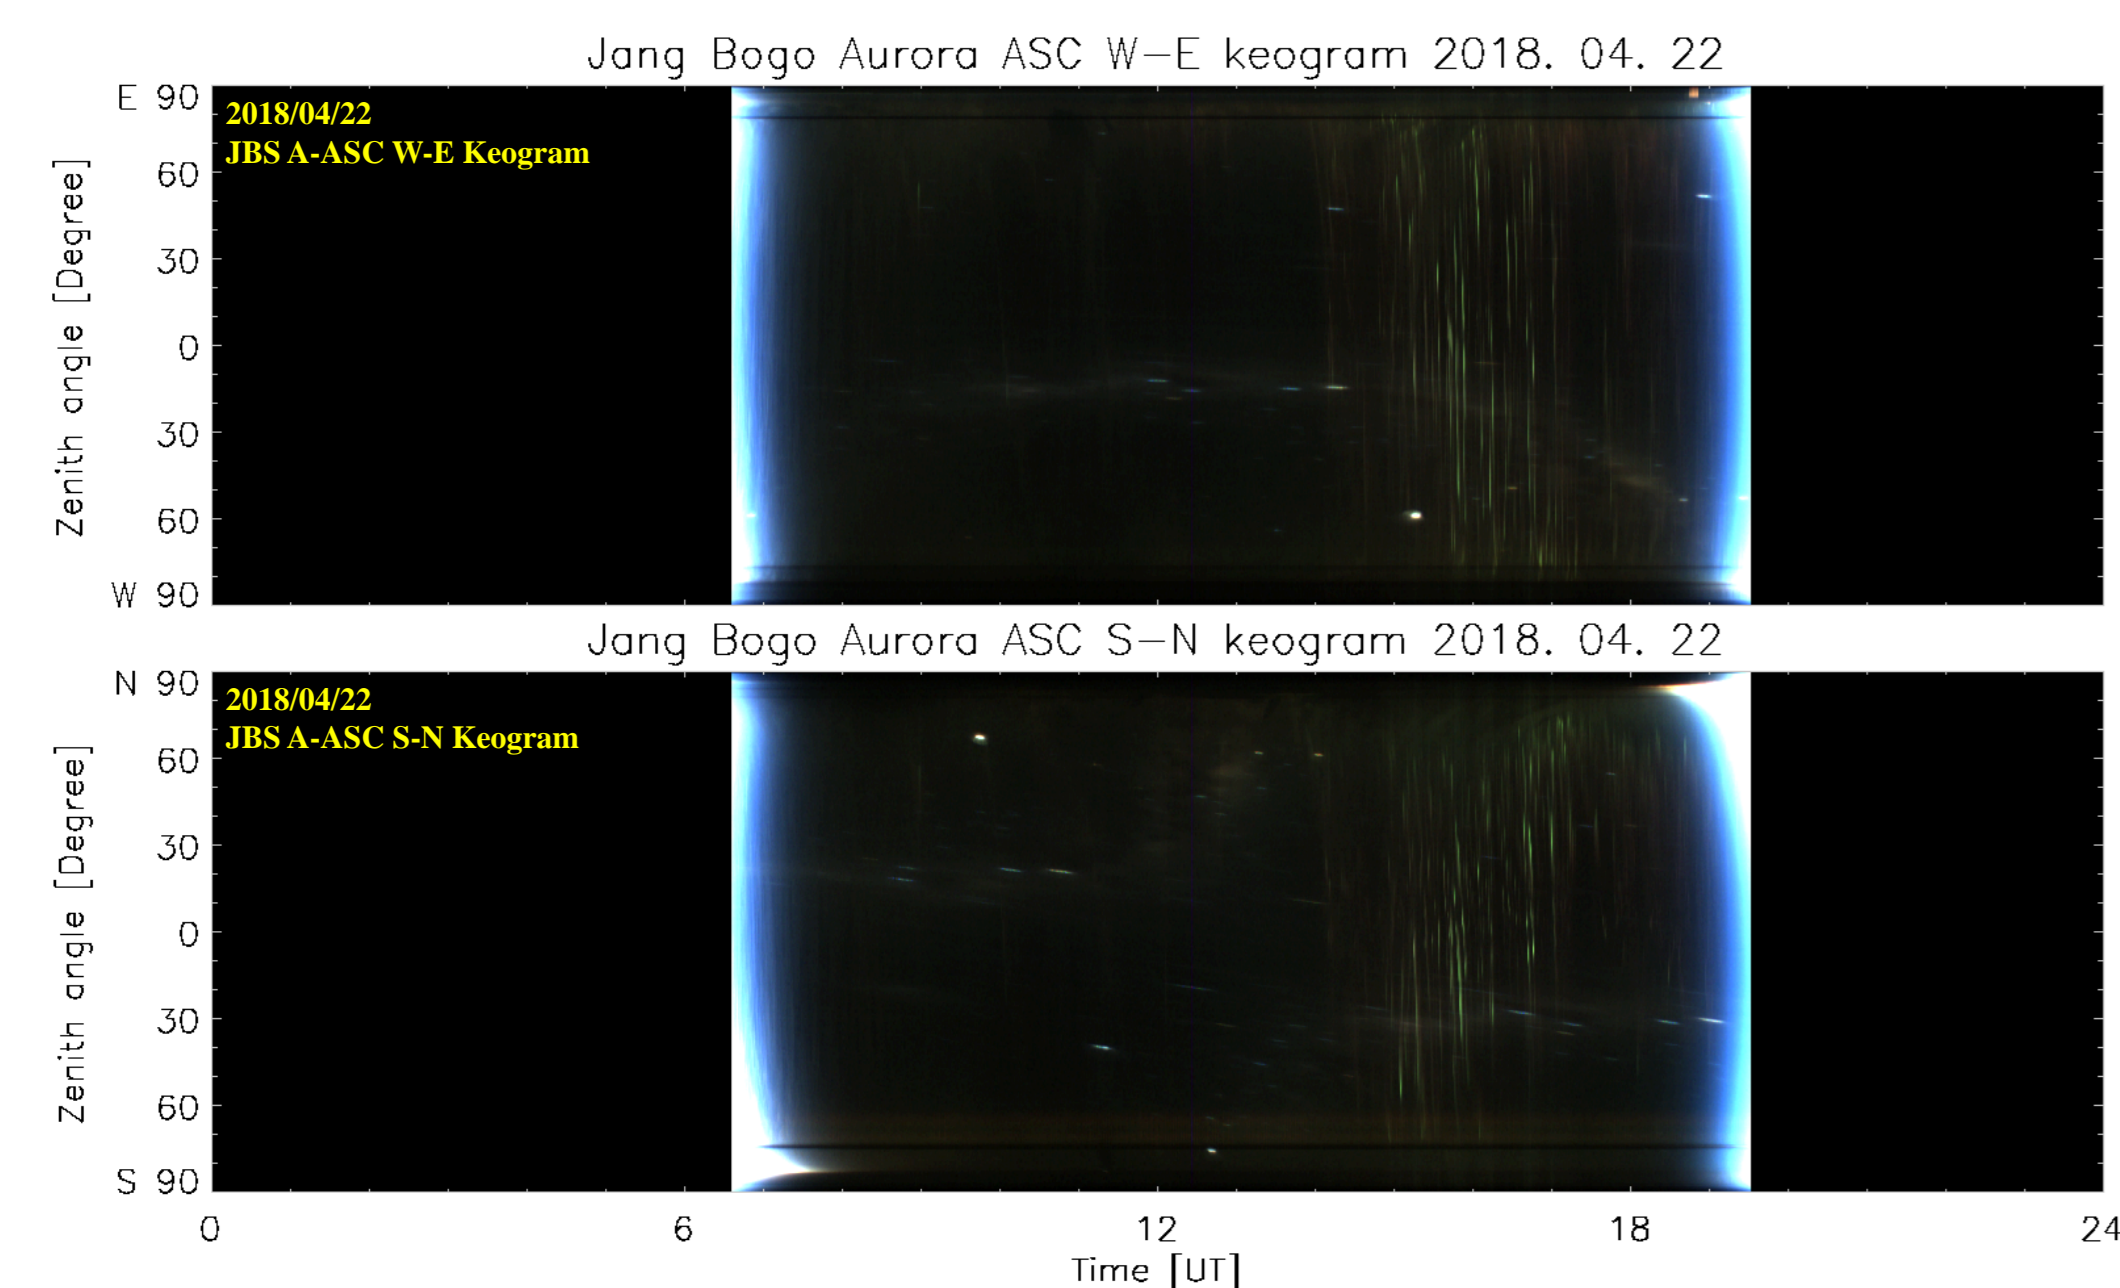 Jang Bogo Aurora ASC W-E keogram 2018. 04. 22
E 90
2018/04/22
JBS A-ASC W-E Keogram
60
30
0
30
60
W 90
Zenith angle [Degree]
Jang Bogo Aurora ASC S-N keogram 2018. 04. 22
N 90
2018/04/22
JBS A-ASC S-N Keogram
60
30
0
30
60
S 90
Zenith angle [Degree]
0 6 12 18 24
Time [UT]